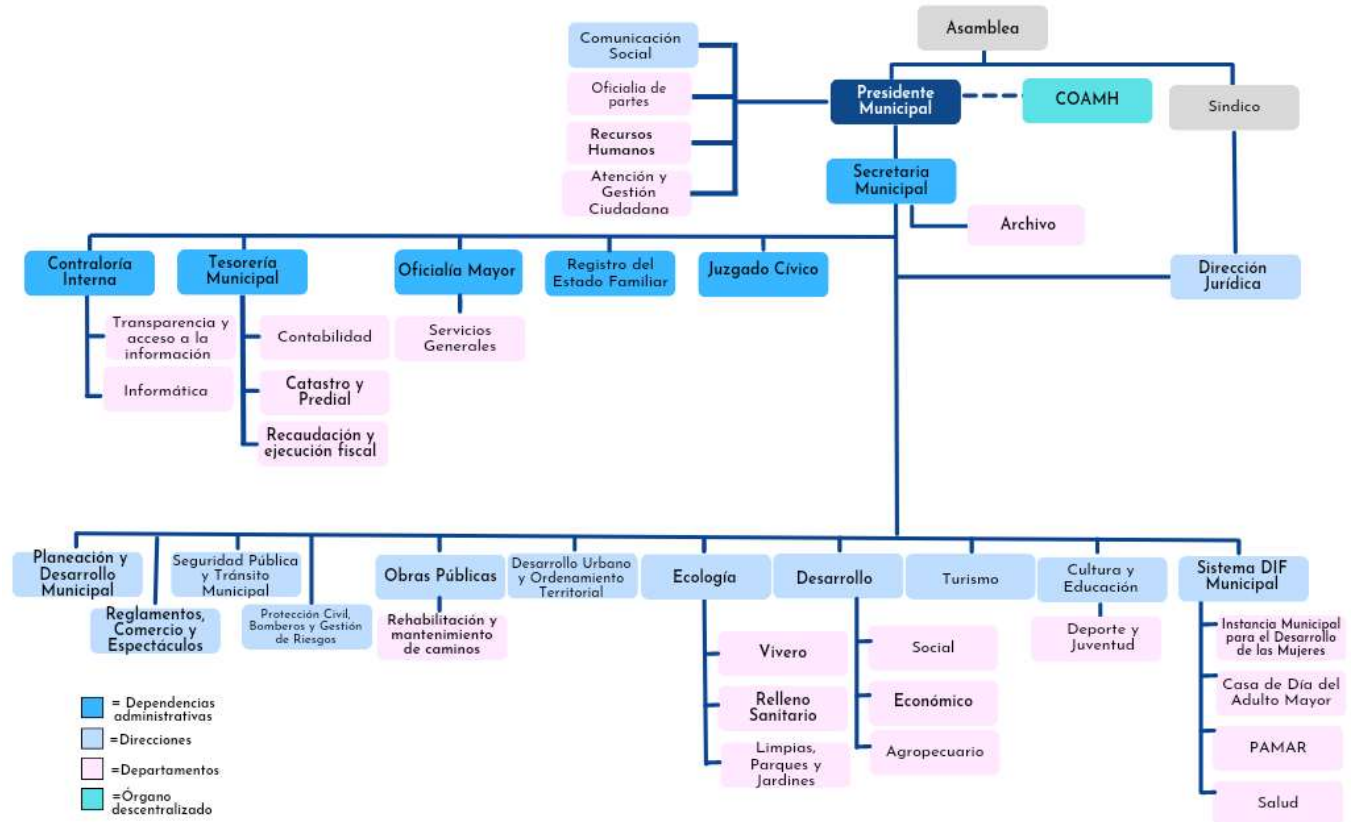 Asamblea
Comunicación
Social
Presidente
Municipal
COAMH
Sindico
Oficialia de
partes
Recursos
Humanos
Atención y
Gestión
Ciudadana
Secretaria
Municipal
Archivo
Contraloría
Interna
Tesorería
Municipal
Oficialía Mayor
Registro del
Estado Familiar
Juzgado Cívico
Dirección
Jurídica
Transparencia y
acceso a la
información
Informática
Contabilidad
Catastro y
Predial
Recaudación y
ejecución fiscal
Servicios
Generales
Planeación y
Desarrollo
Municipal
Reglamentos,
Comercio y
Espectáculos
Seguridad Pública
y Tránsito
Municipal
Protección Civil,
Bomberos y Gestión
de Riesgos
Obras Públicas
Rehabilitación y
mantenimiento
de caminos
Desarrollo Urbano
y Ordenamiento
Territorial
Ecología
Vivero
Relleno
Sanitario
Limpias,
Parques y
Jardines
Desarrollo
Social
Económico
Agropecuario
Turismo
Cultura y
Educación
Deporte y
Juventud
Sistema DIF
Municipal
Instancia Municipal
para el Desarrollo
de las Mujeres
Casa de Día del
Adulto Mayor
PAMAR
Salud
= Dependencias
administrativas
=Direcciones
=Departamentos
=Órgano
descentralizado